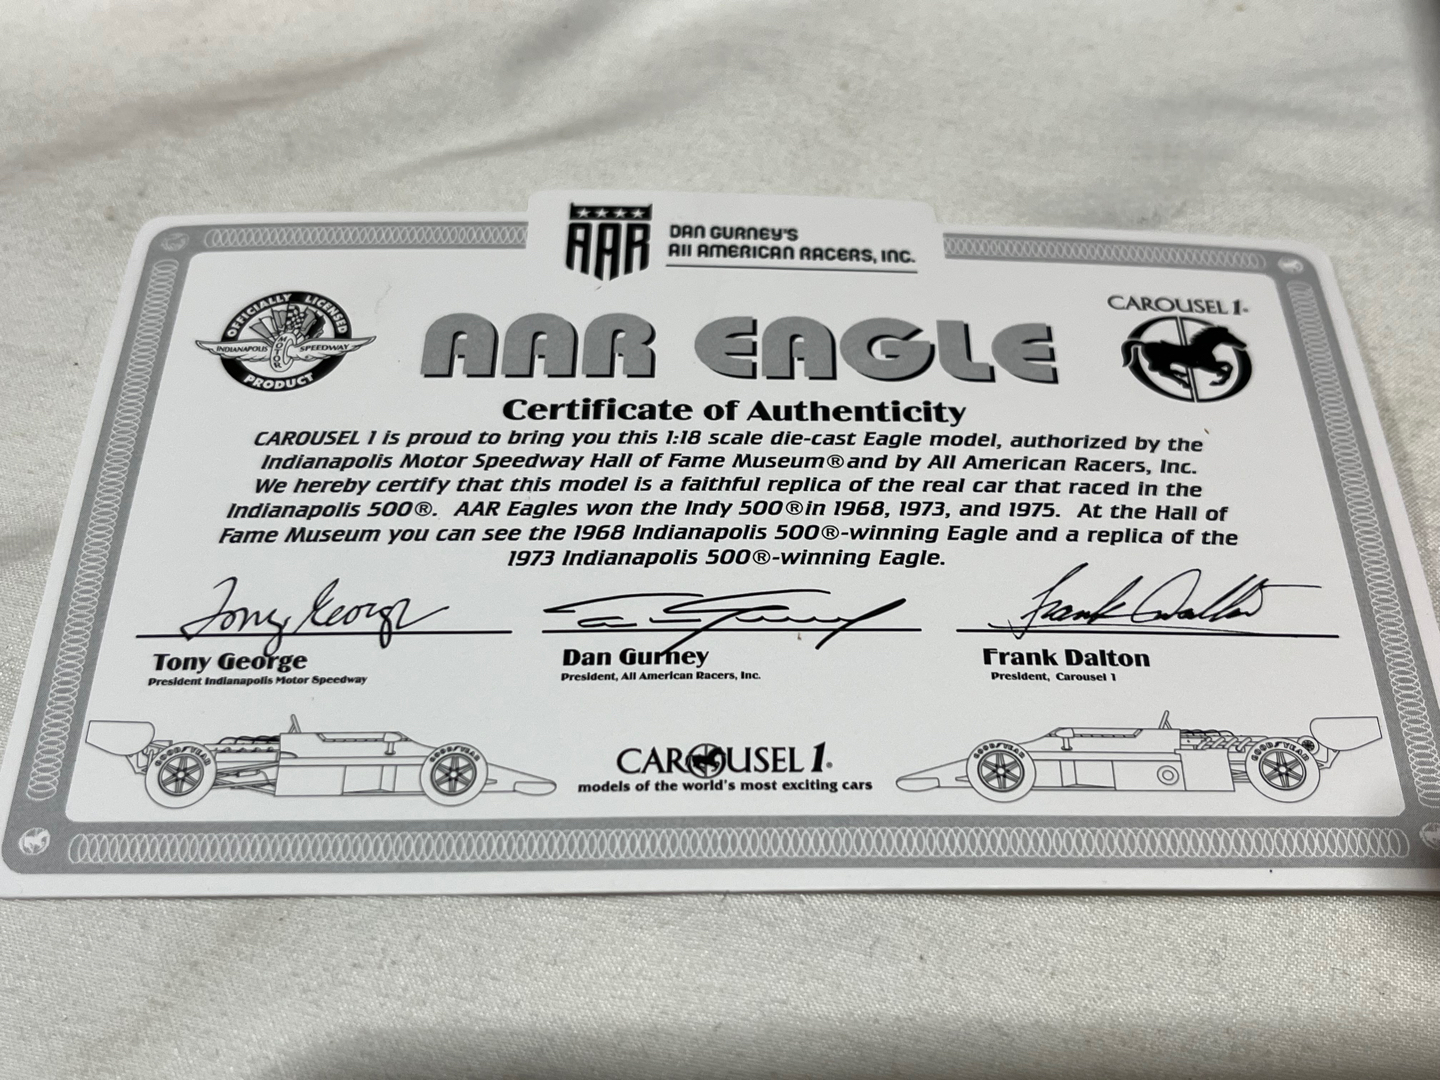 AAR
DAN GURNEY'S
All AMERICAN RACERS, INC.
OFFICIALLY LICENSED
INDIANAPOLIS MOTOR SPEEDWAY
PRODUCT
CAROUSEL 1
AAR EAGLE
Certificate of Authenticity
CAROUSEL 1 is proud to bring you this 1:18 scale die-cast Eagle model, authorized by the
Indianapolis Motor Speedway Hall of Fame Museum® and by All American Racers, Inc.
We hereby certify that this model is a faithful replica of the real car that raced in the
Indianapolis 500®. AAR Eagles won the Indy 500® in 1968, 1973, and 1975. At the Hall of
Fame Museum you can see the 1968 Indianapolis 500®-winning Eagle and a replica of the
1973 Indianapolis 500®-winning Eagle.
Tony George
Dan Gurney
Frank Dalton
Tony George
President Indianapolis Motor Speedway
Dan Gurney
President, All American Racers, Inc.
Frank Dalton
President, Carousel 1
GOODYEAR
GOODYEAR
GOODYEAR
GOODYEAR
CAROUSEL 1
models of the world's most exciting cars